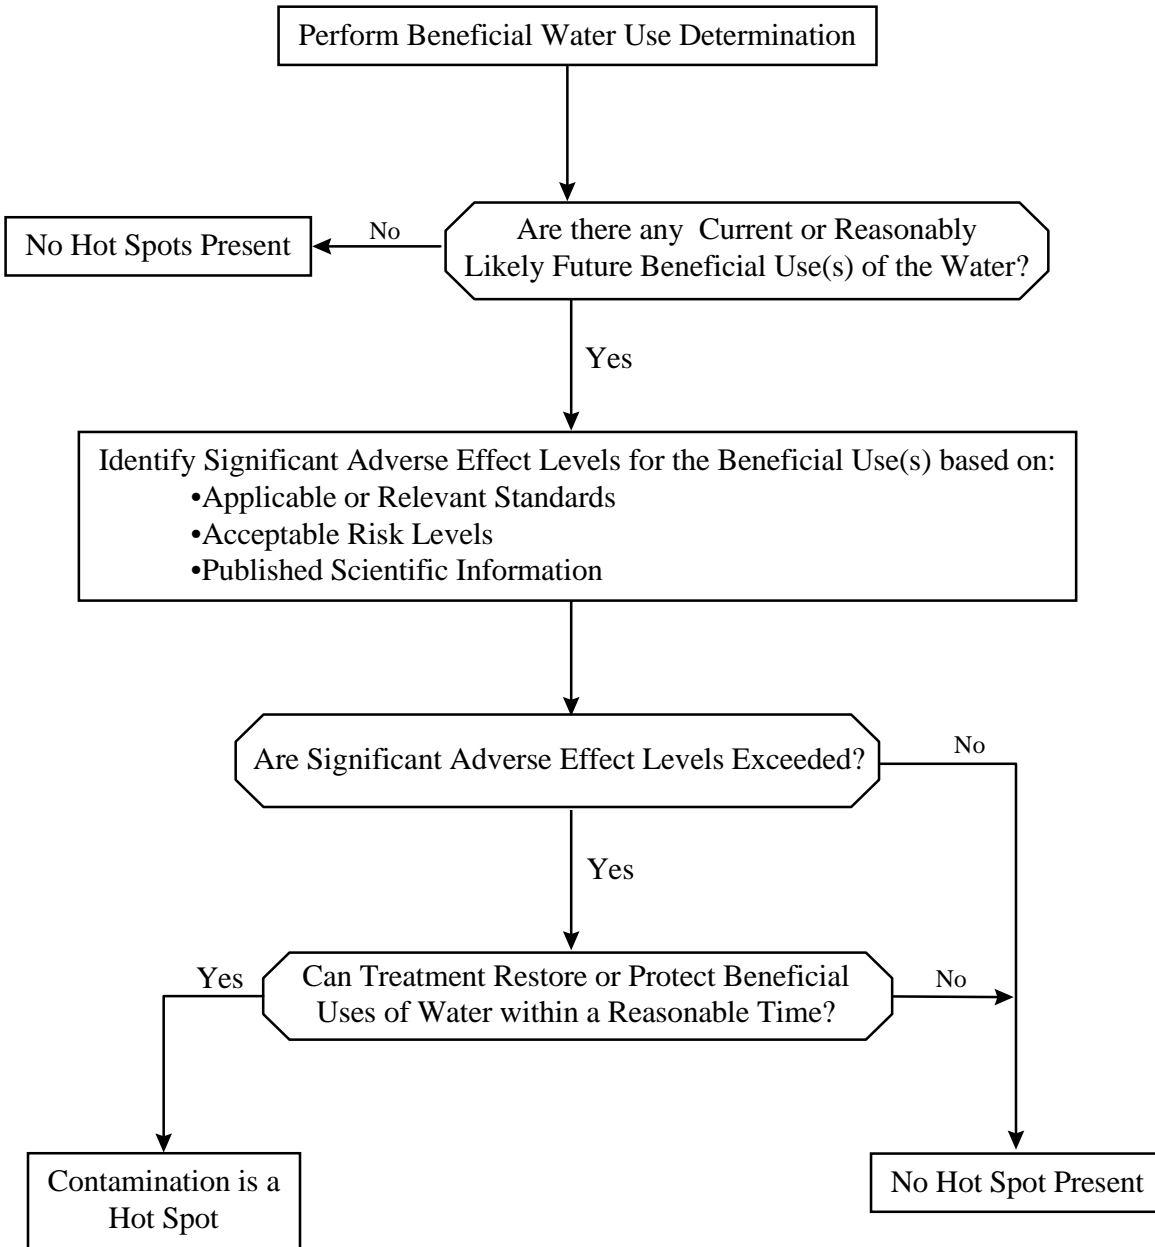 Perform Beneficial Water Use Determination
No Hot Spots Present
No
Are there any  Current or Reasonably
Likely Future Beneficial Use(s) of the Water?
Yes
Identify Significant Adverse Effect Levels for the Beneficial Use(s) based on:
•Applicable or Relevant Standards
•Acceptable Risk Levels
•Published Scientific Information
Are Significant Adverse Effect Levels Exceeded?
No
Yes
Yes
Can Treatment Restore or Protect Beneficial
Uses of Water within a Reasonable Time?
No
Contamination is a
Hot Spot
No Hot Spot Present